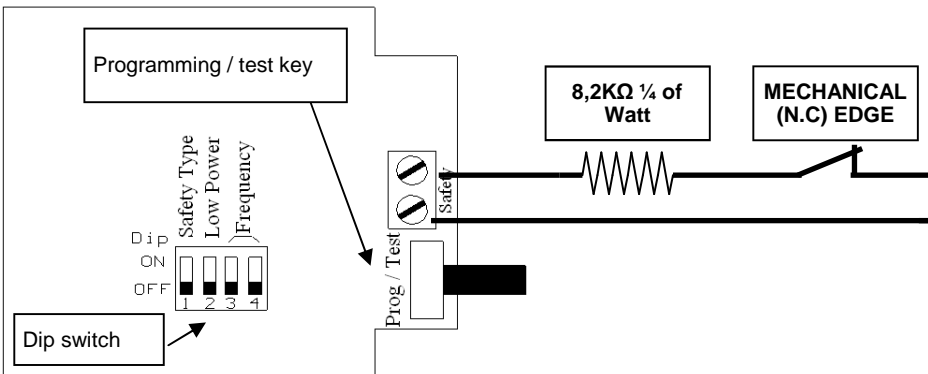 Programming / test key
8,2KΩ ¼ of
Watt
MECHANICAL
(N.C) EDGE
Safety Type
Low Power
Frequency
Safety
Dip
ON
OFF
1 2 3 4
Prog / Test
Dip switch